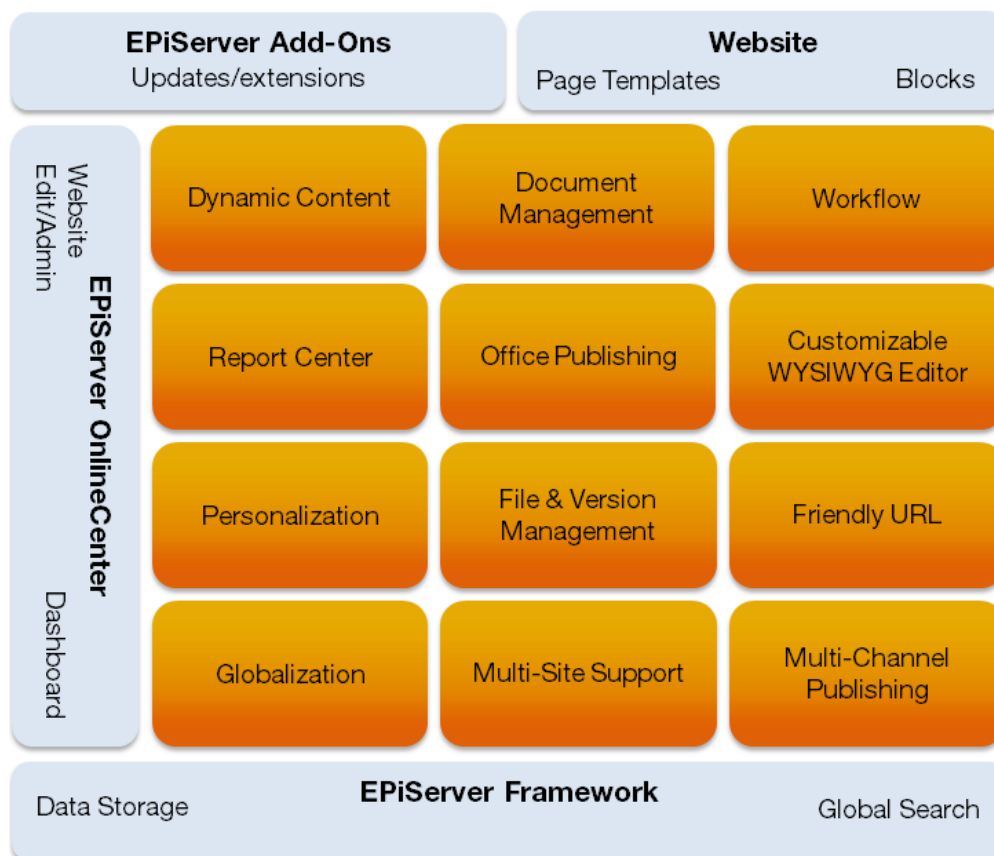 EPiServer Add-Ons
Updates/extensions
Website
Page Templates
Blocks
Website
Edit/Admin
EPiServer OnlineCenter
Dashboard
Dynamic Content
Document
Management
Workflow
Report Center
Office Publishing
Customizable
WYSIWYG Editor
Personalization
File & Version
Management
Friendly URL
Globalization
Multi-Site Support
Multi-Channel
Publishing
EPiServer Framework
Data Storage
Global Search